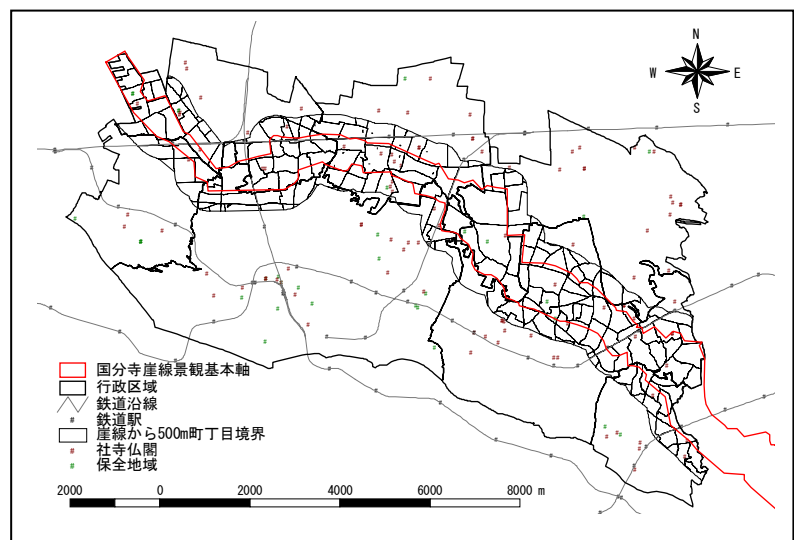 N
W E
S
国分寺崖線景観基本軸
行政区域
鉄道沿線
# 鉄道駅
崖線から500m町丁目境界
# 社寺仏閣
# 保全地域
2000 0 2000 4000 6000 8000 m